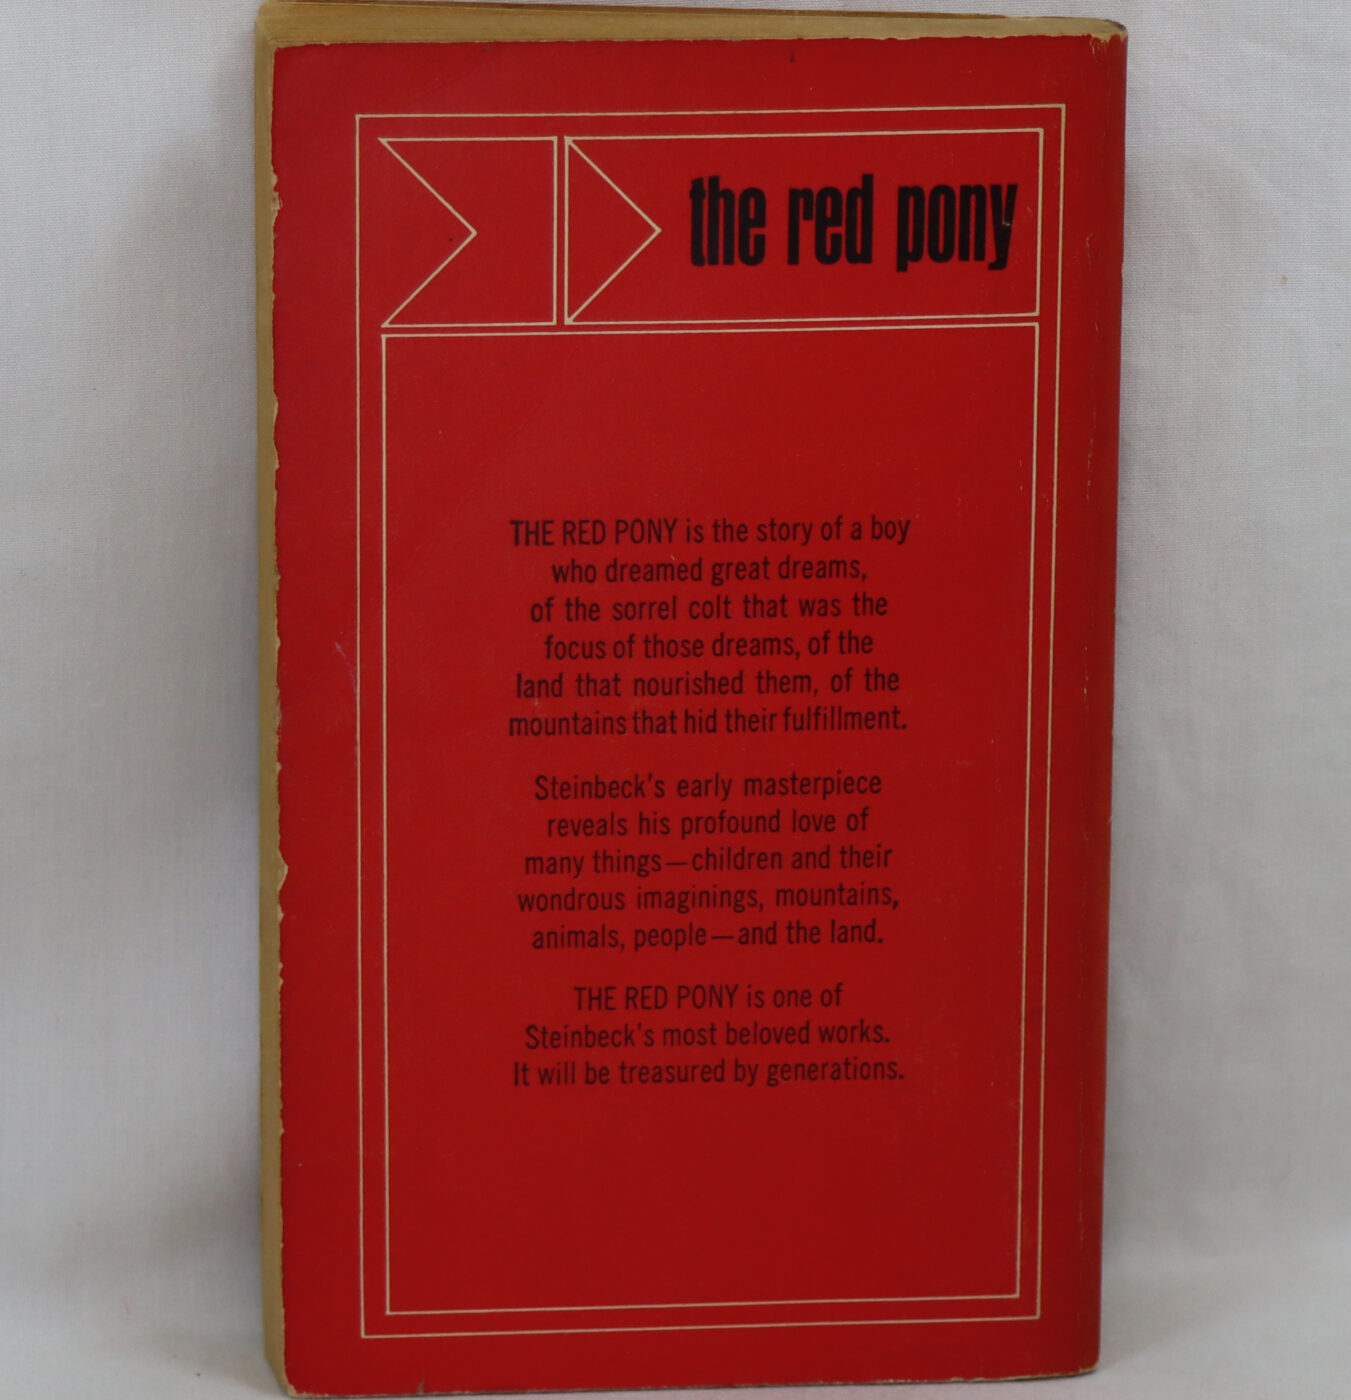 the red pony
THE RED PONY is the story of a boy
who dreamed great dreams,
of the sorrel colt that was the
focus of those dreams, of the
land that nourished them, of the
mountains that hid their fulfillment.
Steinbeck's early masterpiece
reveals his profound love of
many things—children and their
wondrous imaginings, mountains,
animals, people—and the land.
THE RED PONY is one of
Steinbeck's most beloved works.
It will be treasured by generations.